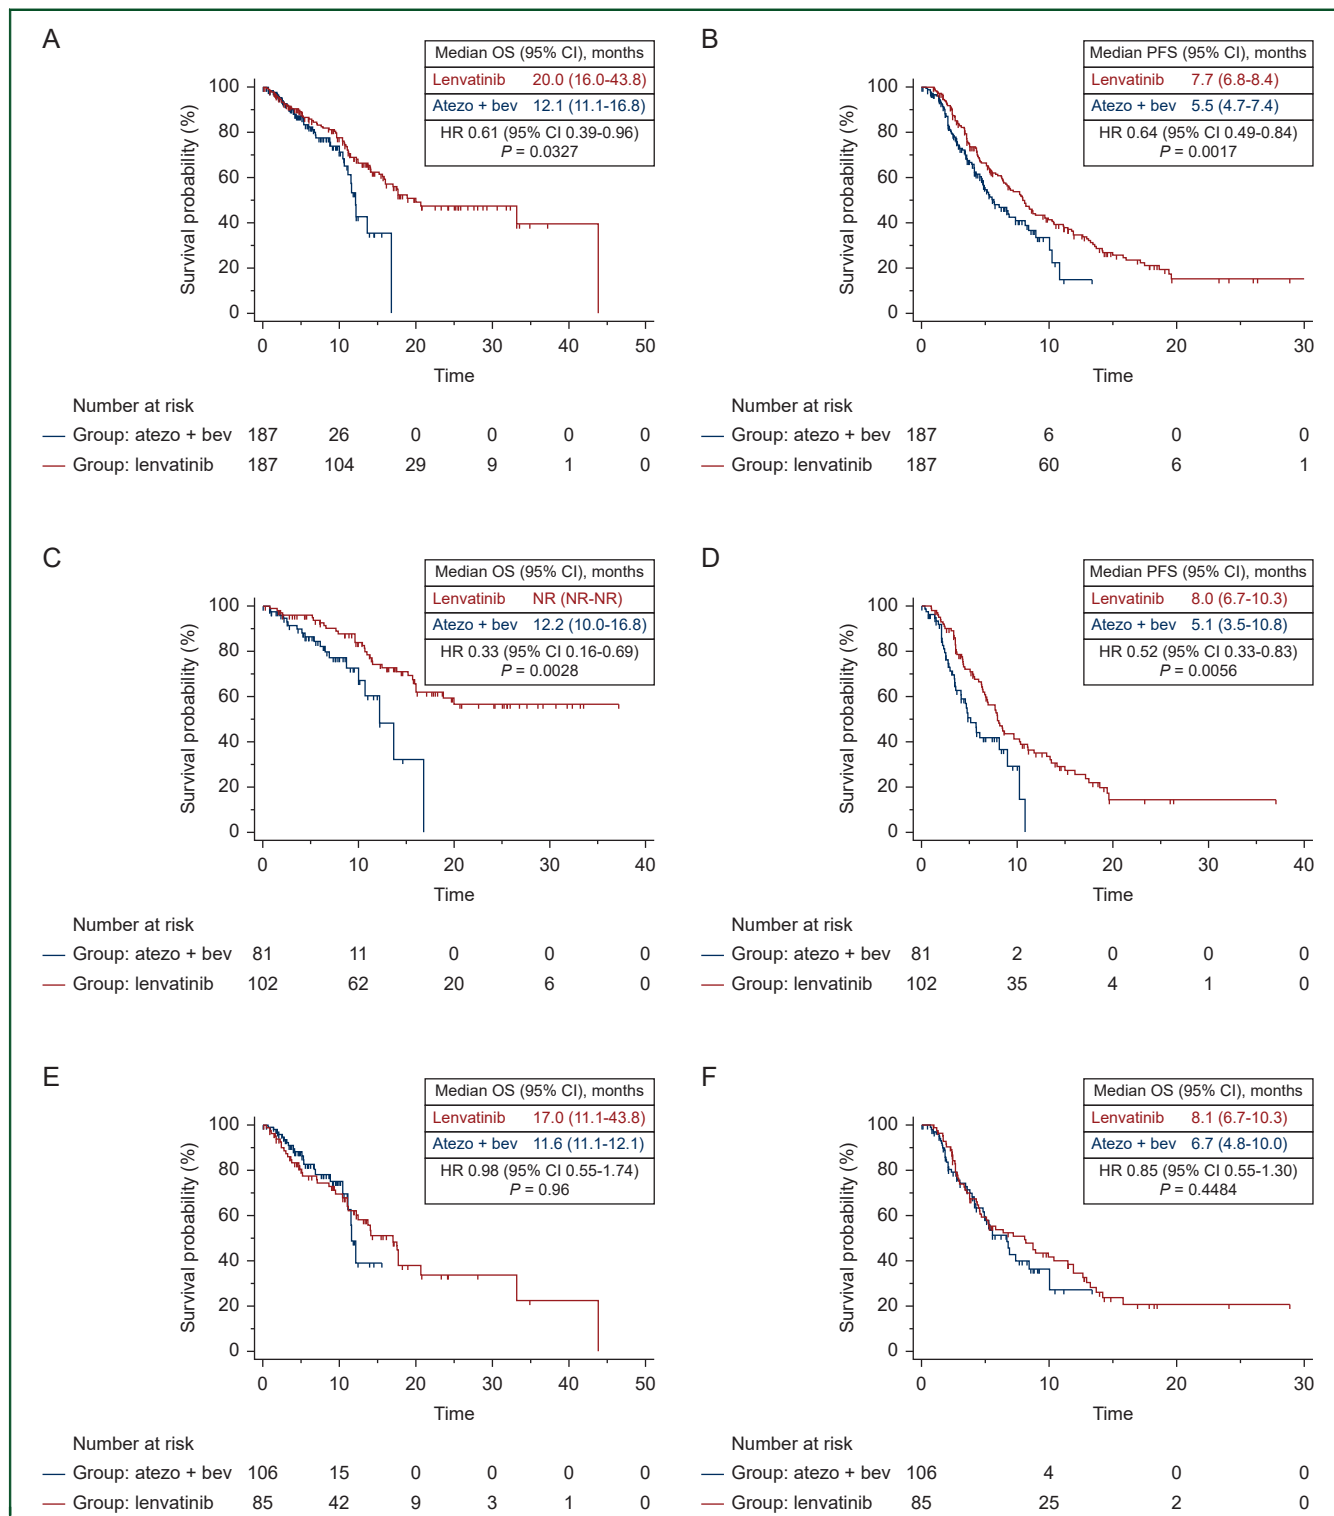 A
Median OS (95% CI), months
Lenvatinib 20.0 (16.0-43.8)
Atezo + bev 12.1 (11.1-16.8)
HR 0.61 (95% CI 0.39-0.96)
P = 0.0327
Survival probability (%)
100
80
60
40
20
0
0 10 20 30 40 50
Time
Number at risk
Group: atezo + bev 187 26 0 0 0 0
Group: lenvatinib 187 104 29 9 1 0
B
Median PFS (95% CI), months
Lenvatinib 7.7 (6.8-8.4)
Atezo + bev 5.5 (4.7-7.4)
HR 0.64 (95% CI 0.49-0.84)
P = 0.0017
Survival probability (%)
100
80
60
40
20
0
0 10 20 30
Time
Number at risk
Group: atezo + bev 187 6 0 0
Group: lenvatinib 187 60 6 1
C
Median OS (95% CI), months
Lenvatinib NR (NR-NR)
Atezo + bev 12.2 (10.0-16.8)
HR 0.33 (95% CI 0.16-0.69)
P = 0.0028
Survival probability (%)
100
80
60
40
20
0
0 10 20 30 40
Time
Number at risk
Group: atezo + bev 81 11 0 0 0
Group: lenvatinib 102 62 20 6 0
D
Median PFS (95% CI), months
Lenvatinib 8.0 (6.7-10.3)
Atezo + bev 5.1 (3.5-10.8)
HR 0.52 (95% CI 0.33-0.83)
P = 0.0056
Survival probability (%)
100
80
60
40
20
0
0 10 20 30 40
Time
Number at risk
Group: atezo + bev 81 2 0 0 0
Group: lenvatinib 102 35 4 1 0
E
Median OS (95% CI), months
Lenvatinib 17.0 (11.1-43.8)
Atezo + bev 11.6 (11.1-12.1)
HR 0.98 (95% CI 0.55-1.74)
P = 0.96
Survival probability (%)
100
80
60
40
20
0
0 10 20 30 40 50
Time
Number at risk
Group: atezo + bev 106 15 0 0 0 0
Group: lenvatinib 85 42 9 3 1 0
F
Median OS (95% CI), months
Lenvatinib 8.1 (6.7-10.3)
Atezo + bev 6.7 (4.8-10.0)
HR 0.85 (95% CI 0.55-1.30)
P = 0.4484
Survival probability (%)
100
80
60
40
20
0
0 10 20 30
Time
Number at risk
Group: atezo + bev 106 4 0 0
Group: lenvatinib 85 25 2 0